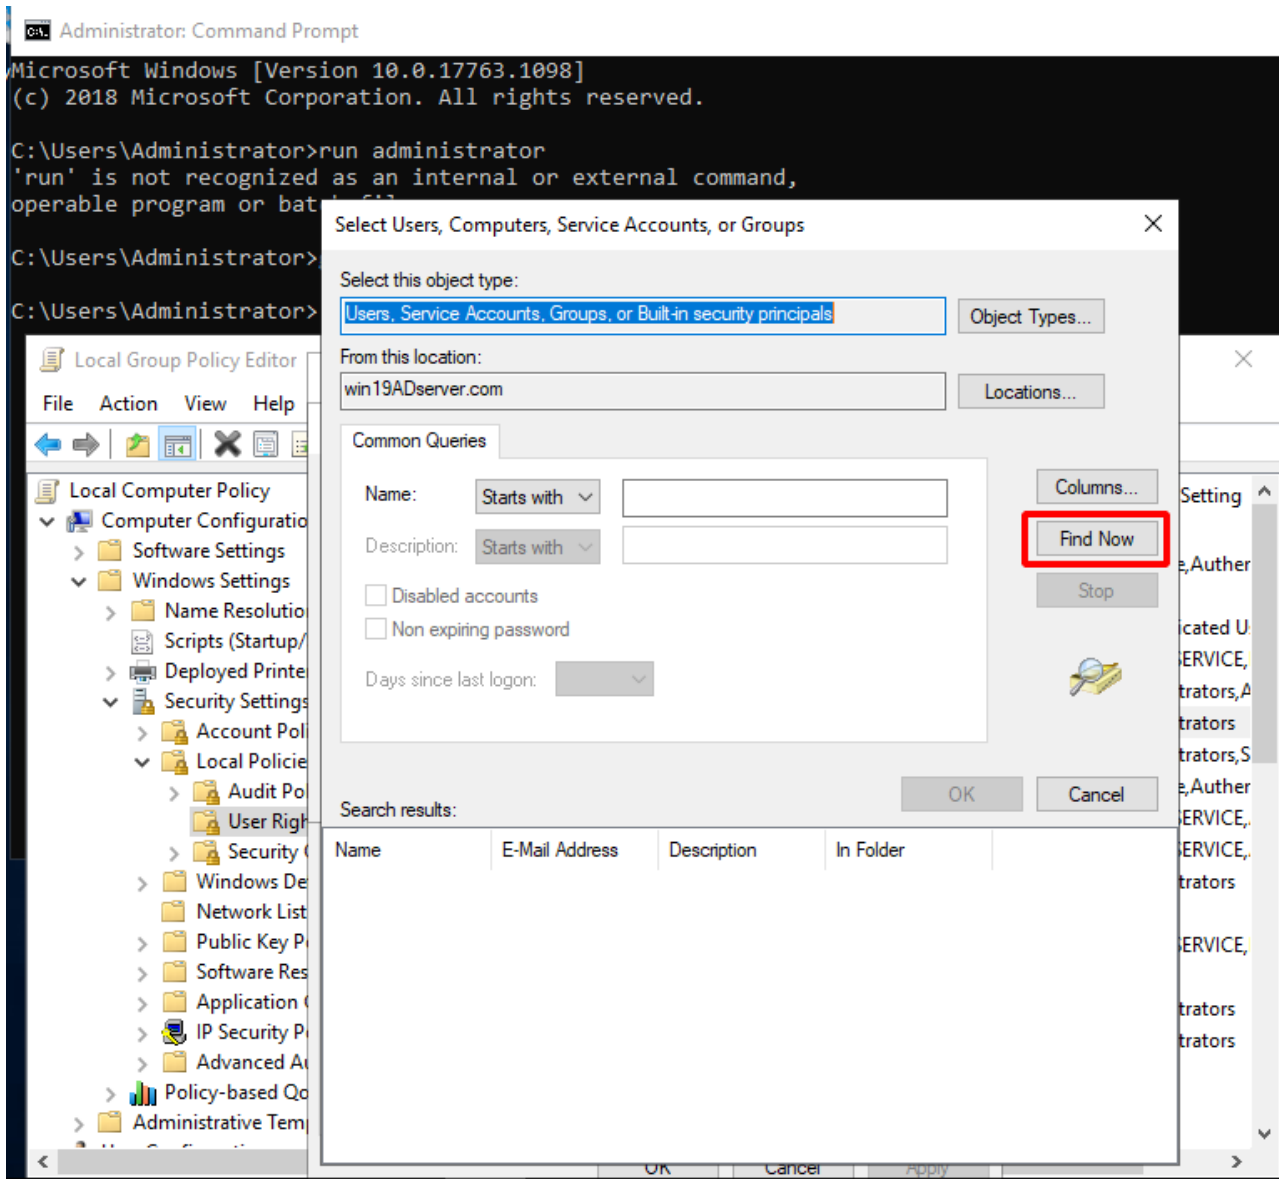 Administrator: Command Prompt
Microsoft Windows [Version 10.0.17763.1098]
(c) 2018 Microsoft Corporation. All rights reserved.
C:\Users\Administrator>run administrator
'run' is not recognized as an internal or external command,
operable program or bat
C:\Users\Administrator>
C:\Users\Administrator>
Select Users, Computers, Service Accounts, or Groups
Select this object type:
Users, Service Accounts, Groups, or Built-in security principals
Object Types...
From this location:
win19ADserver.com
Locations...
Common Queries
Name:
Starts with
Description:
Starts with
Disabled accounts
Non expiring password
Days since last logon:
Columns...
Find Now
Stop
OK
Cancel
Search results:
Name
E-Mail Address
Description
In Folder
Local Group Policy Editor
File Action View Help
Local Computer Policy
Computer Configuratio
Software Settings
Windows Settings
Name Resolutio
Scripts (Startup/
Deployed Printe
Security Settings
Account Poli
Local Policie
Audit Pol
User Righ
Security
Windows De
Network List
Public Key P
Software Res
Application
IP Security P
Advanced Au
Policy-based Qo
Administrative Tem
Setting
e,Auther
icated U
SERVICE,
trators,A
trators
trators,S
e,Auther
SERVICE,.
SERVICE,.
trators
SERVICE,
trators
trators
OK
Cancel
Apply